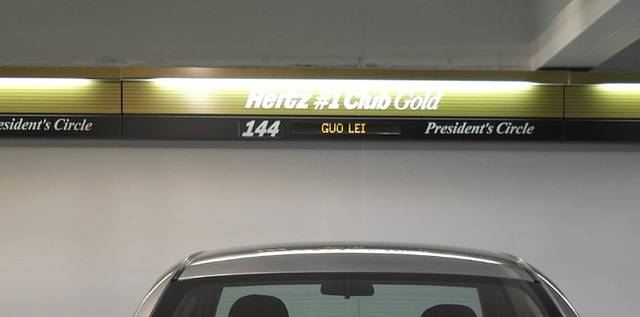 Hertz #1 Club Gold
esident's Circle
144 GUO LEI President's Circle